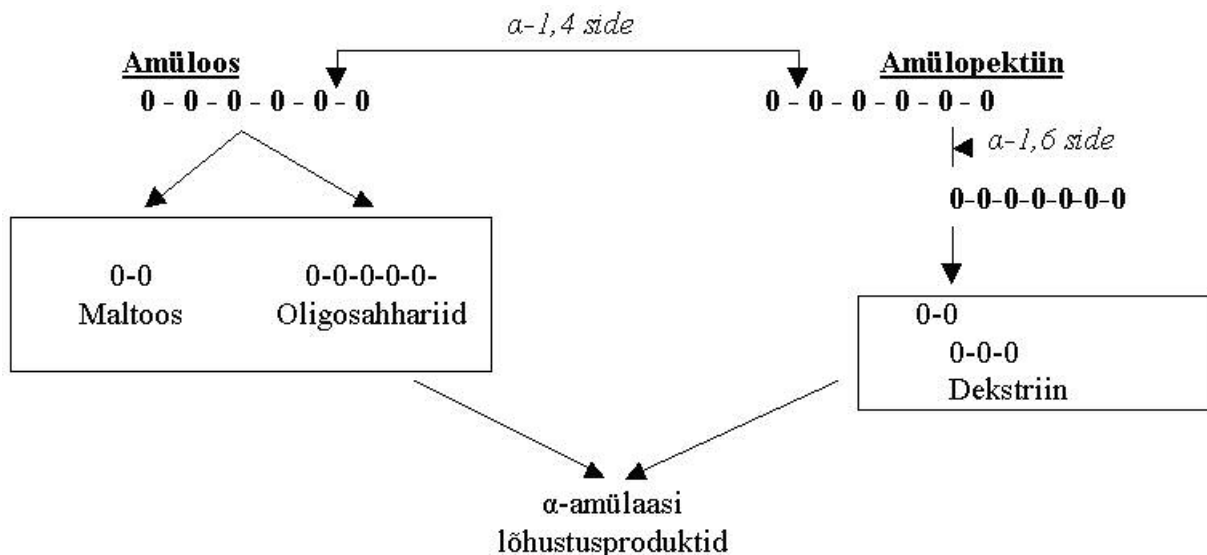 α-1,4 side
Amüloos
Amülopektiin
0 - 0 - 0 - 0 - 0 - 0
0 - 0 - 0 - 0 - 0 - 0
α-1,6 side
0-0-0-0-0-0-0
0-0
0-0-0-0-0-
Maltoos
Oligosahhariid
0-0
0-0-0
Dekstriin
α-amülaasi
lõhustusproduktid